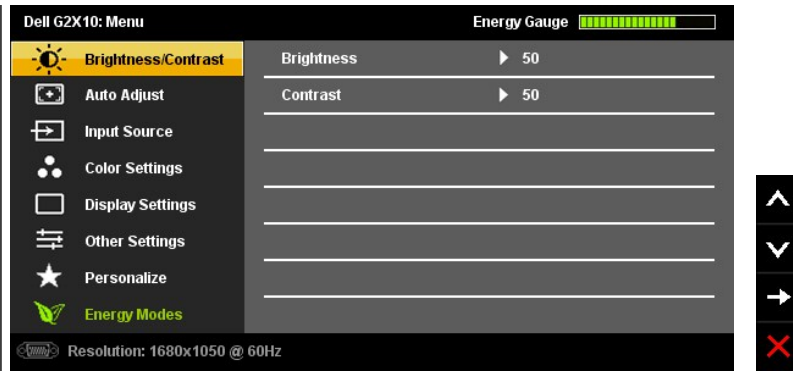 Dell G2X10: Menu Energy Gauge
Brightness/Contrast Brightness 50
Auto Adjust Contrast 50
Input Source
Color Settings
Display Settings
Other Settings
Personalize
Energy Modes
Resolution: 1680x1050 @ 60Hz